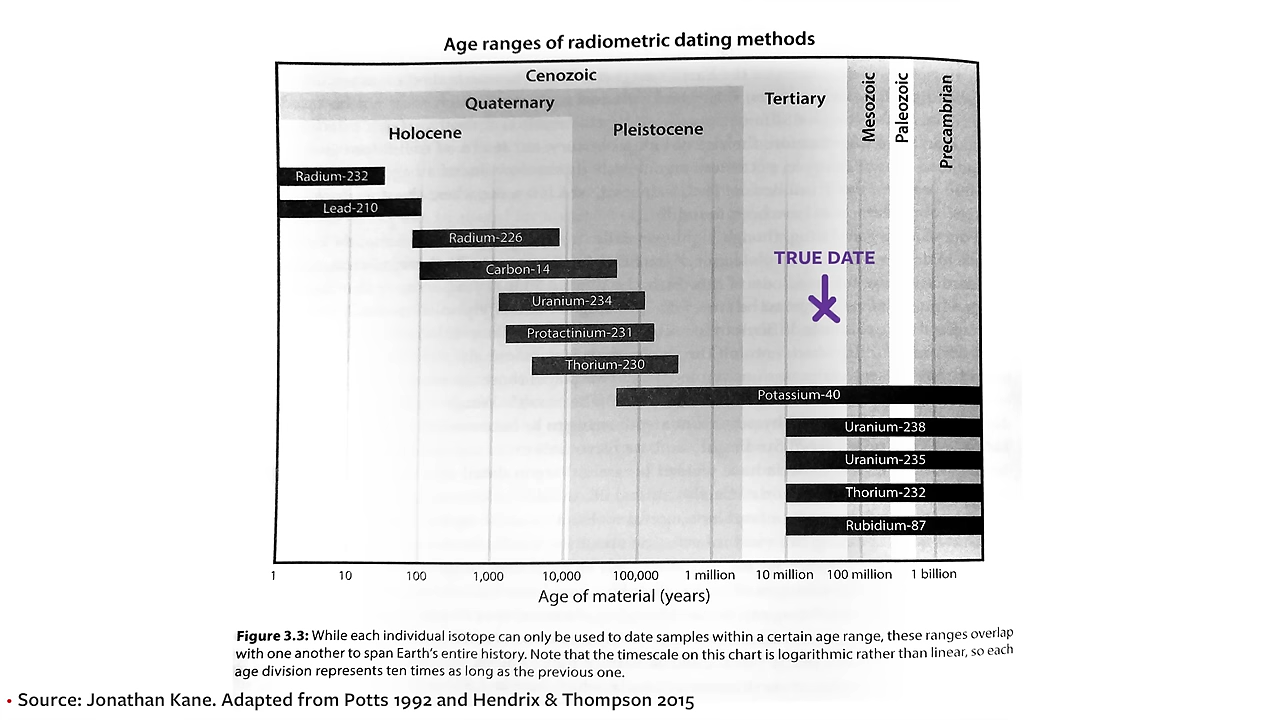 Age ranges of radiometric dating methods
Cenozoic
Quaternary
Tertiary
Mesozoic
Paleozoic
Precambrian
Holocene
Pleistocene
Radium-232
Lead-210
Radium-226
TRUE DATE
Carbon-14
Uranium-234
Protactinium-231
Thorium-230
Potassium-40
Uranium-238
Uranium-235
Thorium-232
Rubidium-87
1 10 100 1,000 10,000 100,000 1 million 10 million 100 million 1 billion
Age of material (years)
Figure 3.3: While each individual isotope can only be used to date samples within a certain age range, these ranges overlap
with one another to span Earth's entire history. Note that the timescale on this chart is logarithmic rather than linear, so each
age division represents ten times as long as the previous one.
• Source: Jonathan Kane. Adapted from Potts 1992 and Hendrix & Thompson 2015